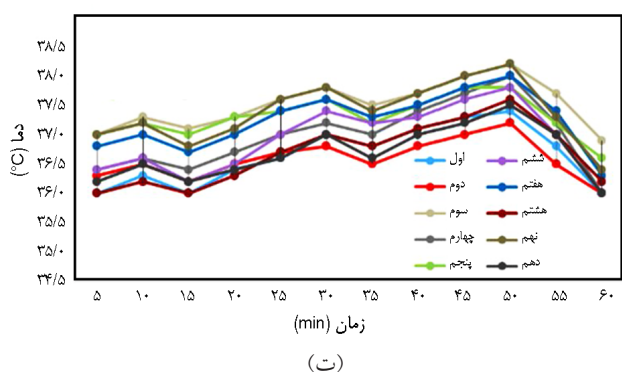 دما (°C)
۳۸/۵
۳۸/۰
۳۷/۵
۳۷/۰
۳۶/۵
۳۶/۰
۳۵/۵
۳۵/۰
۳۴/۵
اول
ششم
دوم
هفتم
سوم
هشتم
چهارم
نهم
پنجم
دهم
۵ ۱۰ ۱۵ ۲۰ ۲۵ ۳۰ ۳۵ ۴۰ ۴۵ ۵۰ ۵۵ ۶۰
زمان (min)
(ت)